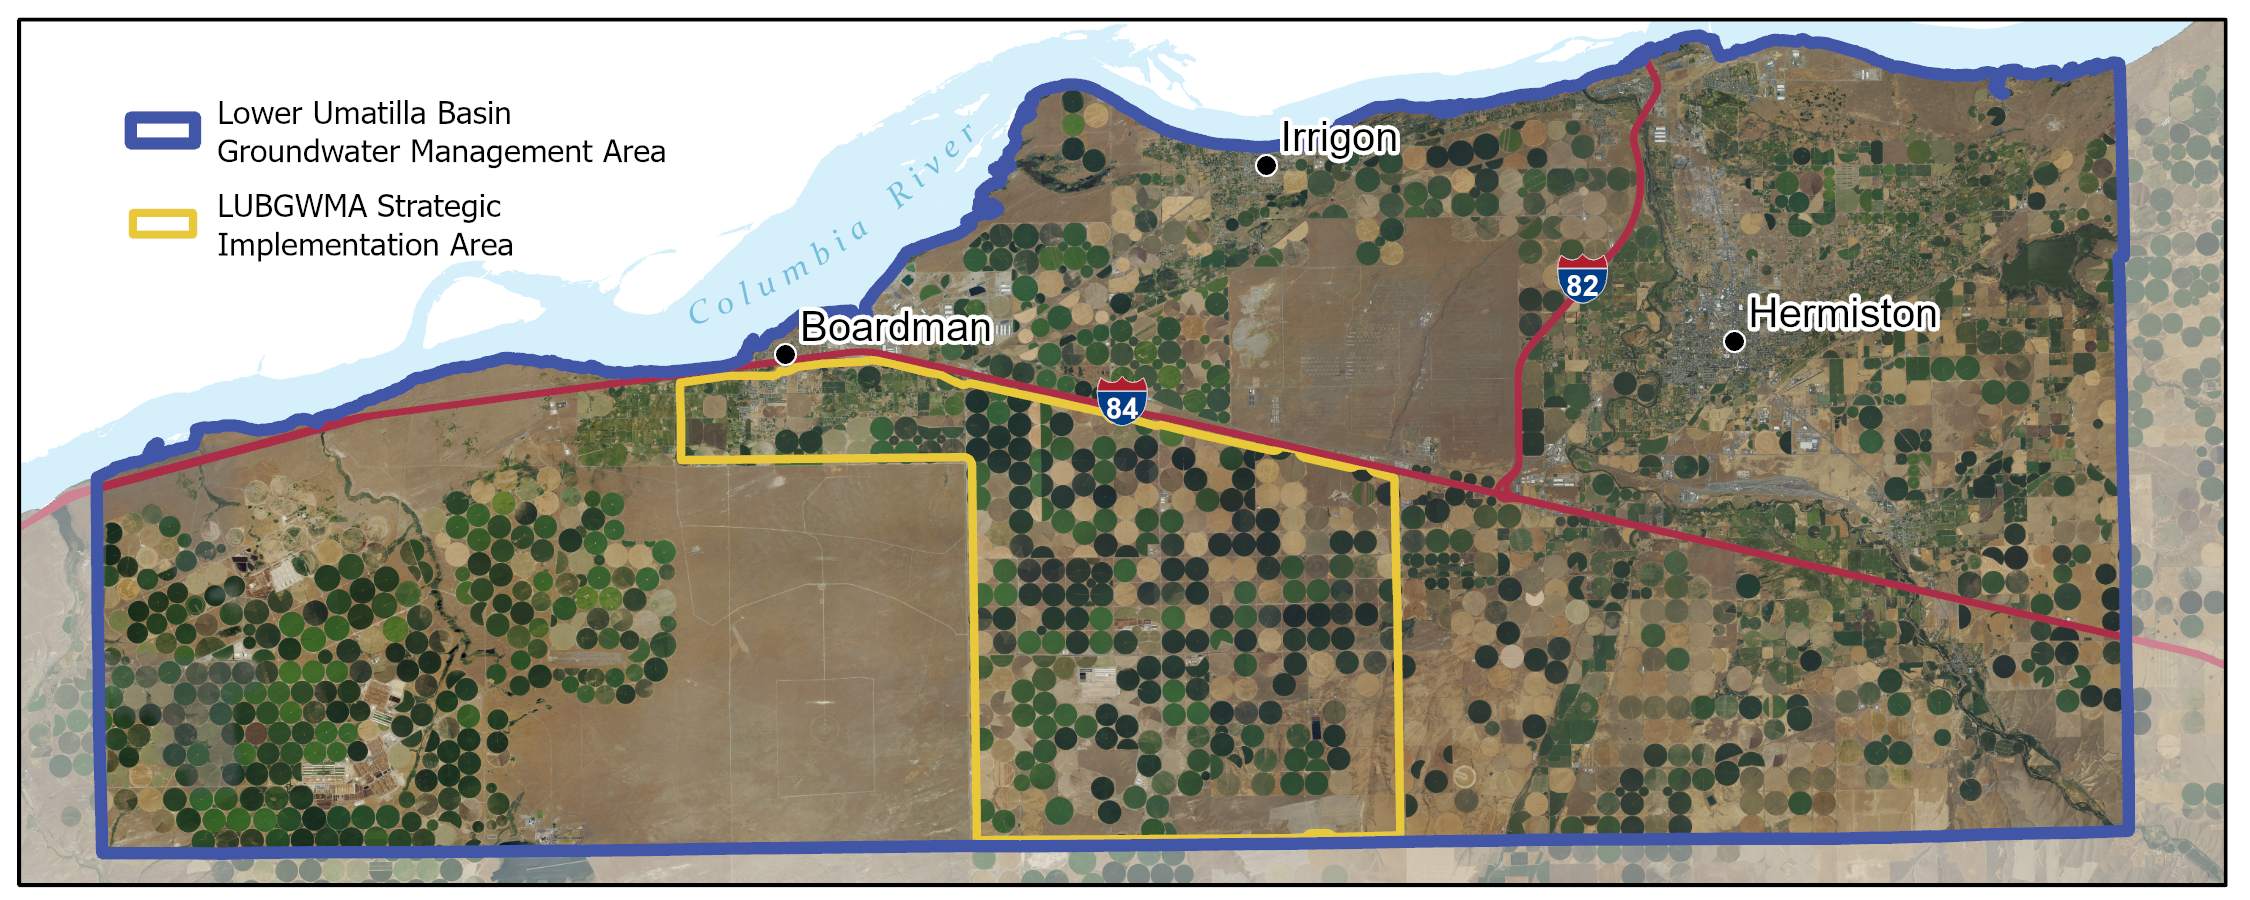 Lower Umatilla Basin
Groundwater Management Area
LUBGWMA Strategic
Implementation Area
Columbia River
Irrigon
82
Hermiston
Boardman
84